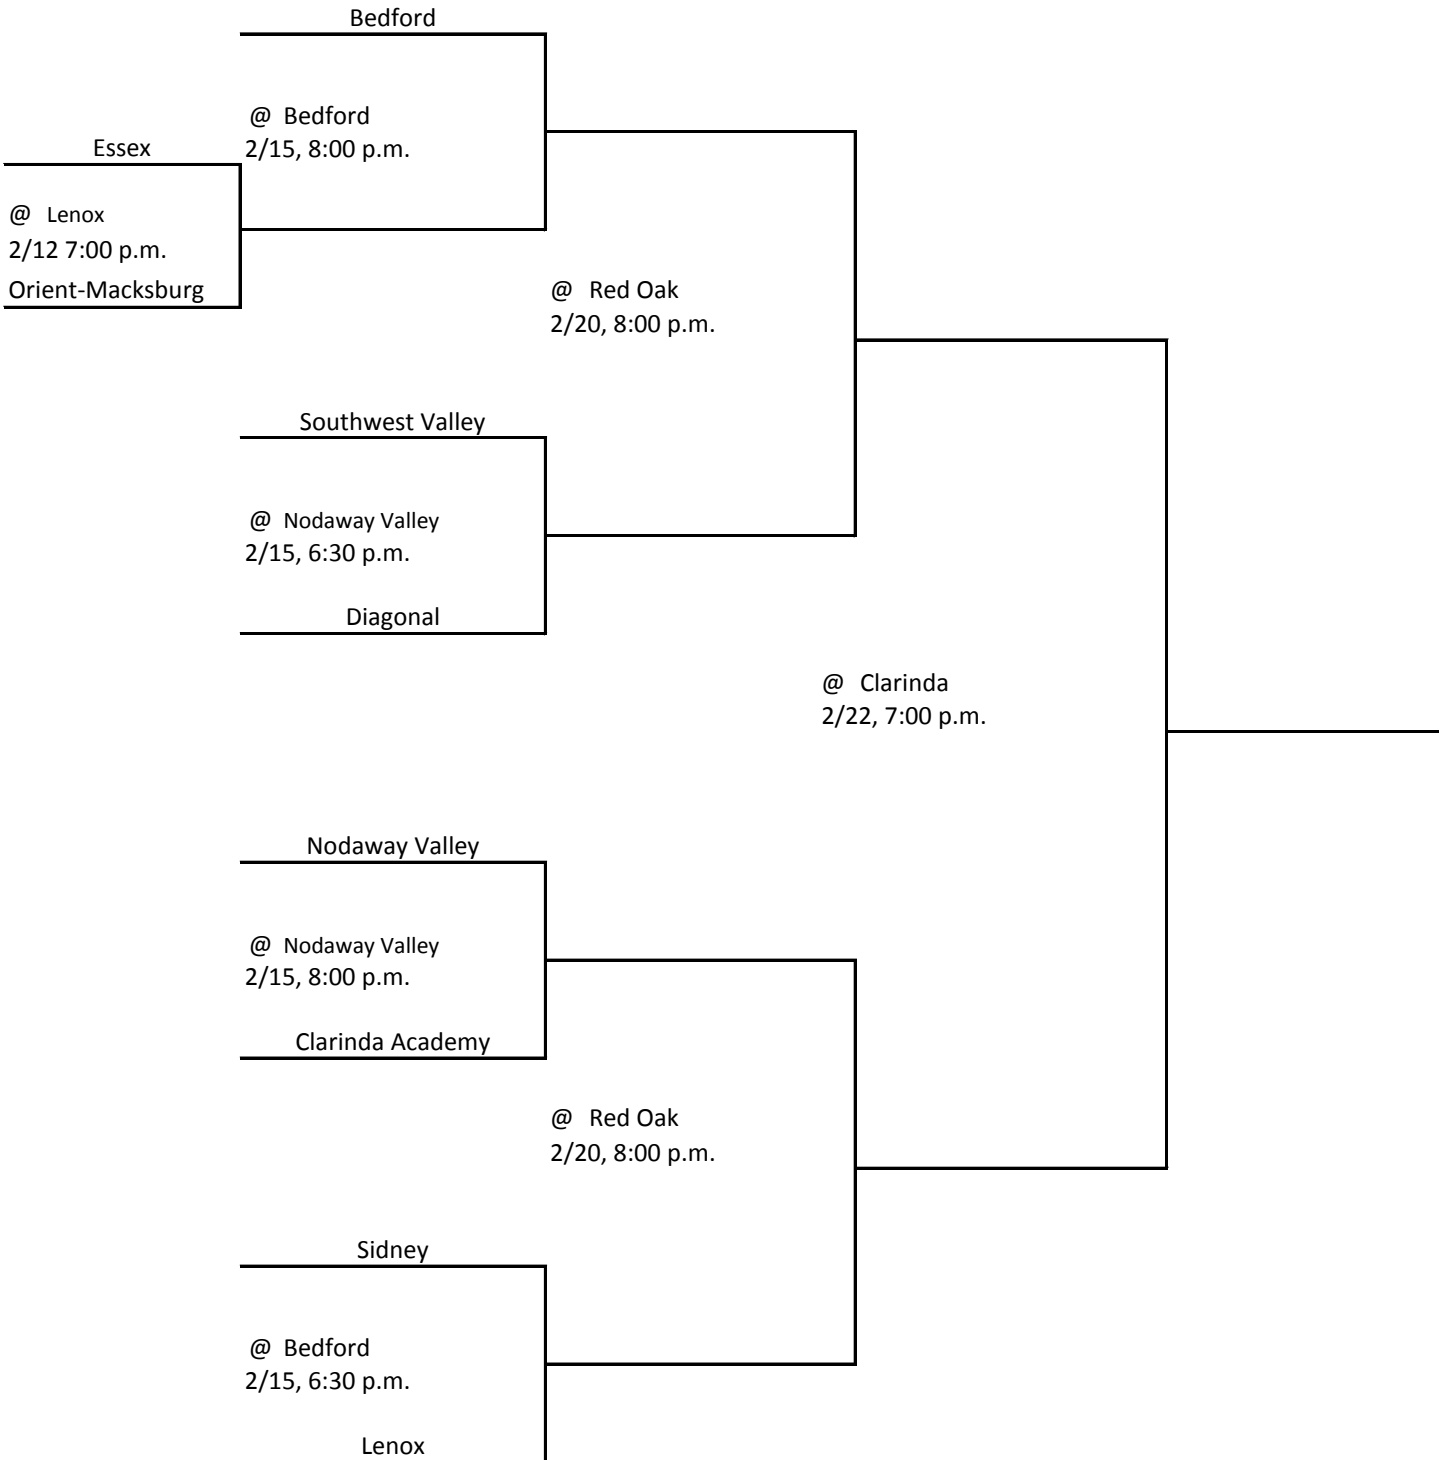 Bedford
@ Bedford
2/15, 8:00 p.m.
Essex
@ Lenox
2/12 7:00 p.m.
Orient-Macksburg
@ Red Oak
2/20, 8:00 p.m.
Southwest Valley
@ Nodaway Valley
2/15, 6:30 p.m.
Diagonal
@ Clarinda
2/22, 7:00 p.m.
Nodaway Valley
@ Nodaway Valley
2/15, 8:00 p.m.
Clarinda Academy
@ Red Oak
2/20, 8:00 p.m.
Sidney
@ Bedford
2/15, 6:30 p.m.
Lenox